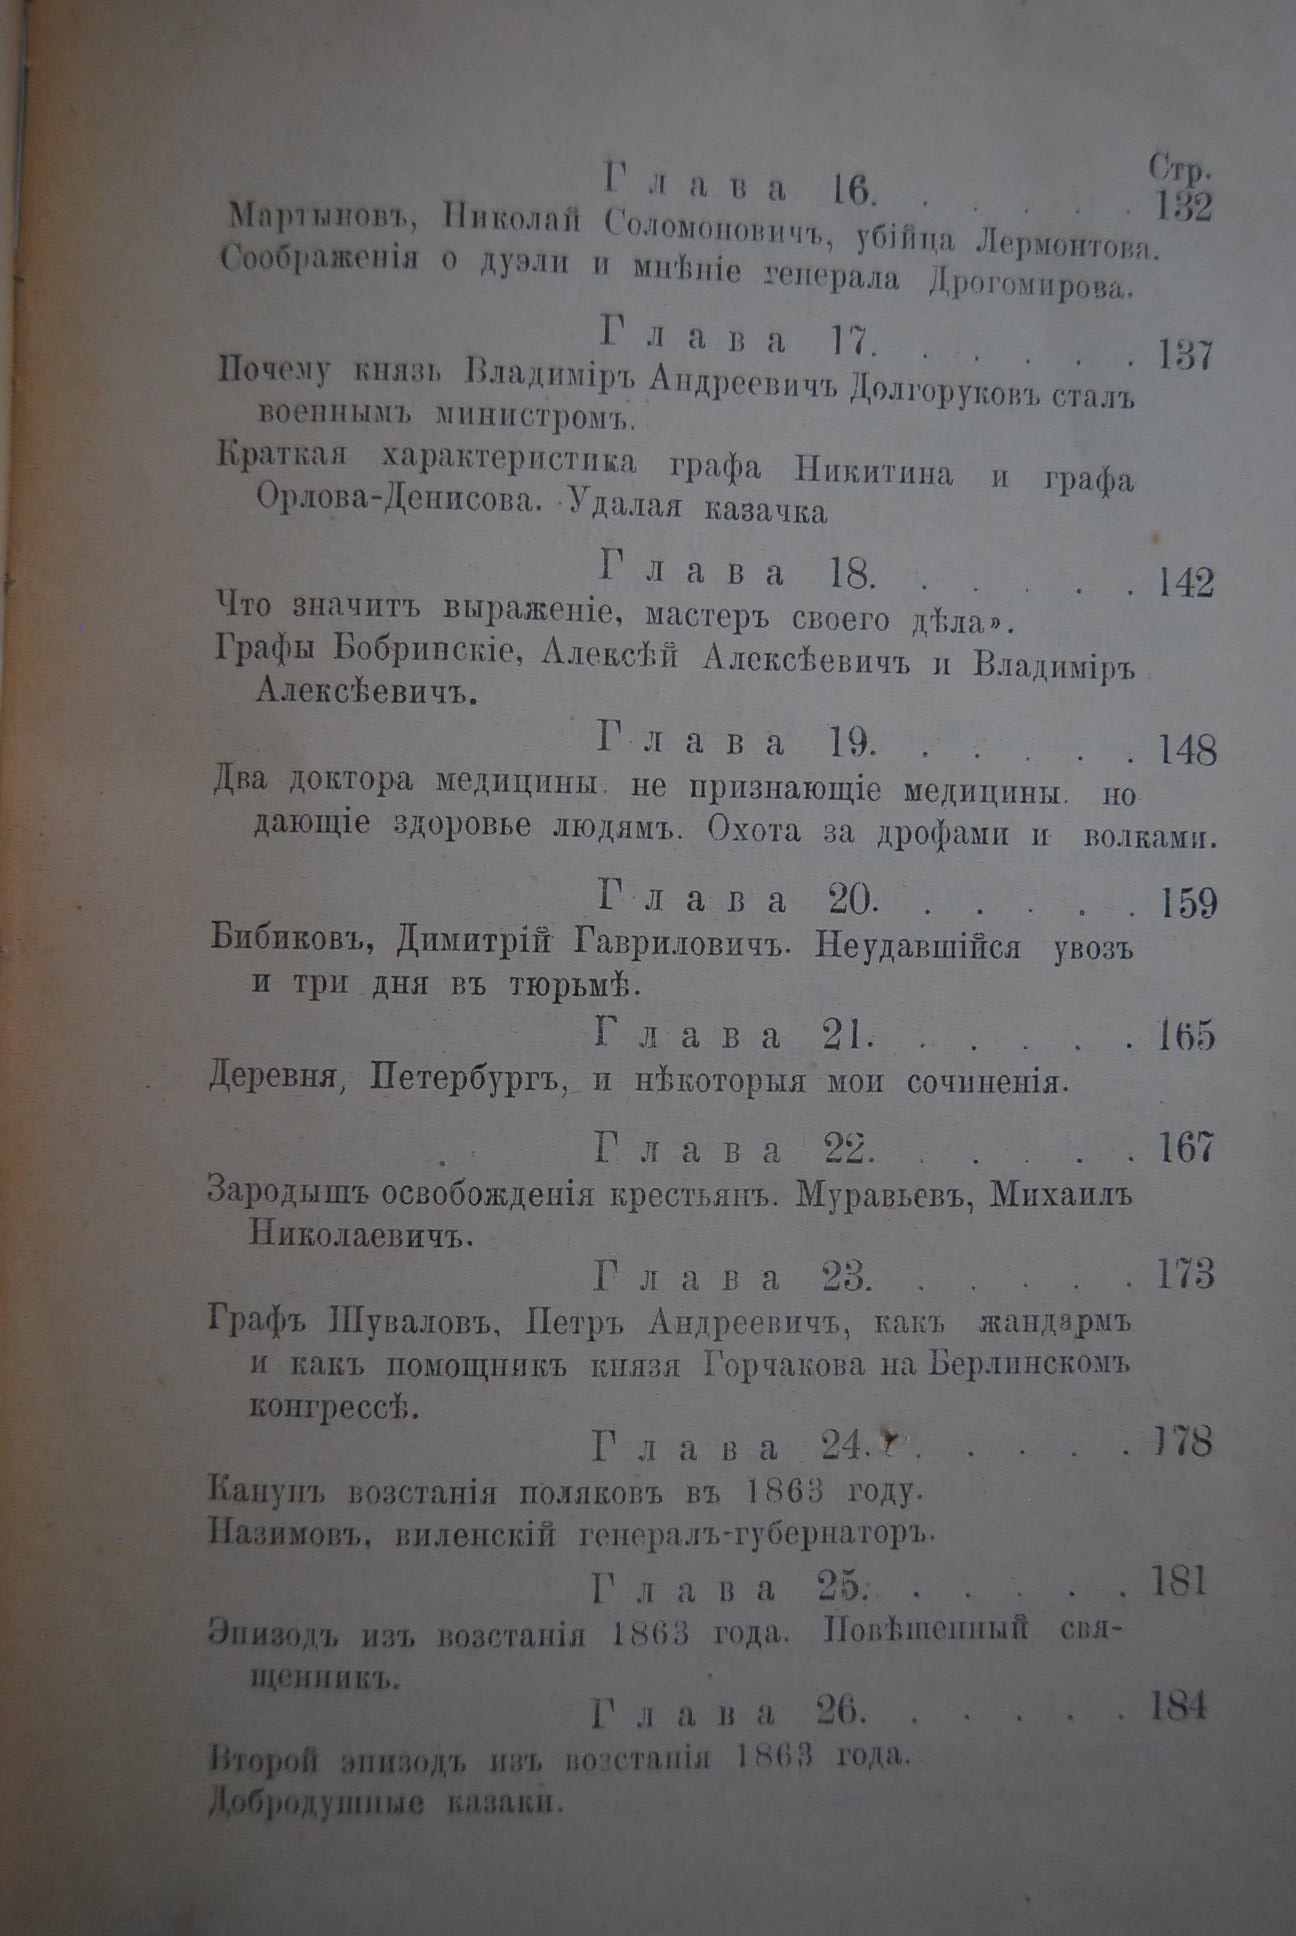 Стр.
Глава 16. . . . . . 132
Мартыновъ, Николай Соломоновичъ, убійца Лермонтова.
Соображенія о дуэли и мнѣніе генерала Дрогомирова.
Глава 17. . . . . . 137
Почему князь Владиміръ Андреевичъ Долгоруковъ сталъ
военнымъ министромъ.
Краткая характеристика графа Никитина и графа
Орлова-Денисова. Удалая казачка
Глава 18. . . . . . 142
Что значитъ выраженіе, мастеръ своего дѣла».
Графы Бобринскіе, Алексѣй Алексѣевичъ и Владиміръ
Алексѣевичъ.
Глава 19. . . . . . 148
Два доктора медицины, не признающіе медицины, но
дающіе здоровье людямъ. Охота за дрофами и волками.
Глава 20. . . . . . 159
Бибиковъ, Димитрій Гавриловичъ. Неудавшійся увозъ
и три дня въ тюрьмѣ.
Глава 21. . . . . . 165
Деревня, Петербургъ, и нѣкоторыя мои сочиненія.
Глава 22. . . . . . 167
Зародышъ освобожденія крестьянъ. Муравьевъ, Михаилъ
Николаевичъ.
Глава 23. . . . . . 173
Графъ Шуваловъ, Петръ Андреевичъ, какъ жандармъ
и какъ помощникъ князя Горчакова на Берлинскомъ
конгрессѣ.
Глава 24. . . . . . 178
Канунъ возстанія поляковъ въ 1863 году.
Назимовъ, виленскій генералъ-губернаторъ.
Глава 25. . . . . . 181
Эпизодъ изъ возстанія 1863 года. Повѣшенный свя-
щенникъ.
Глава 26. . . . . . 184
Второй эпизодъ изъ возстанія 1863 года.
Добродушные казаки.